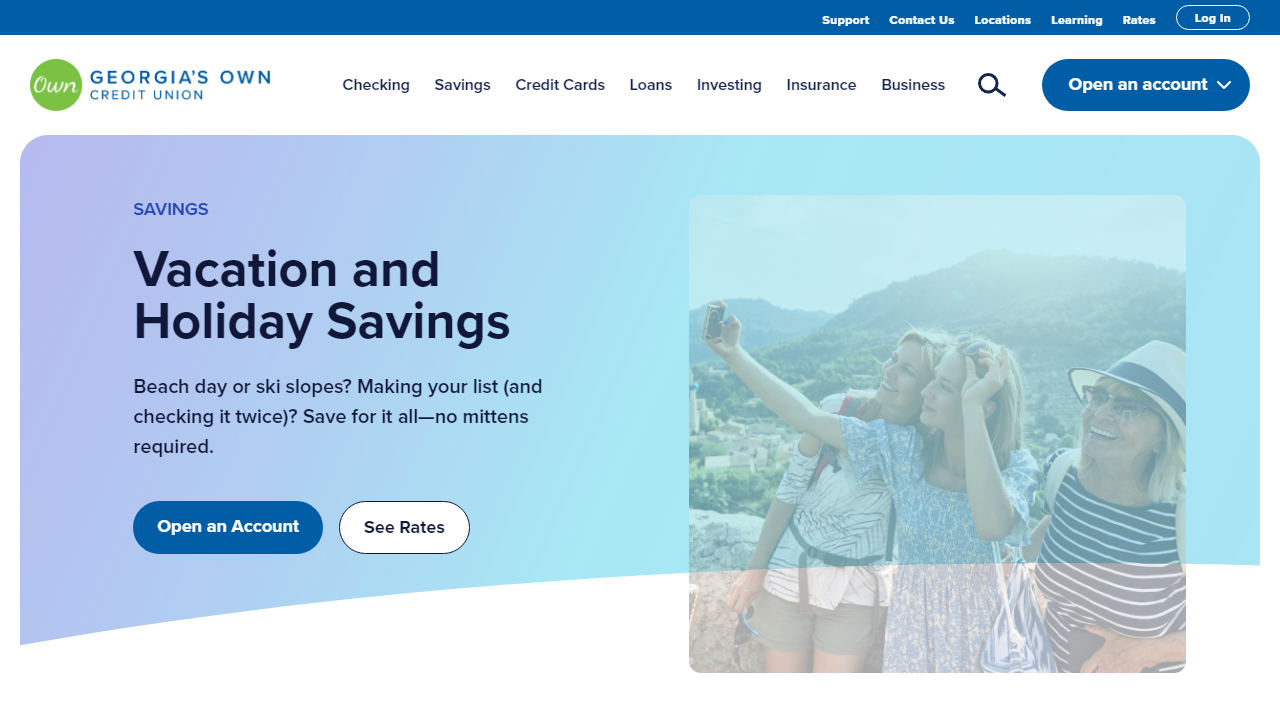 Support Contact Us Locations Learning Rates Log In
Own GEORGIA'S OWN
CREDIT UNION
Checking Savings Credit Cards Loans Investing Insurance Business Open an account
SAVINGS
Vacation and
Holiday Savings
Beach day or ski slopes? Making your list (and
checking it twice)? Save for it all—no mittens
required.
Open an Account See Rates